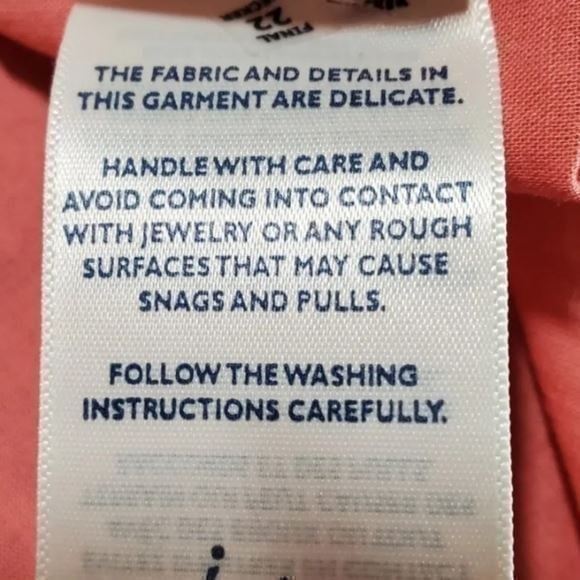 FINAL
22
THE FABRIC AND DETAILS IN
THIS GARMENT ARE DELICATE.
HANDLE WITH CARE AND
AVOID COMING INTO CONTACT
WITH JEWELRY OR ANY ROUGH
SURFACES THAT MAY CAUSE
SNAGS AND PULLS.
FOLLOW THE WASHING
INSTRUCTIONS CAREFULLY.